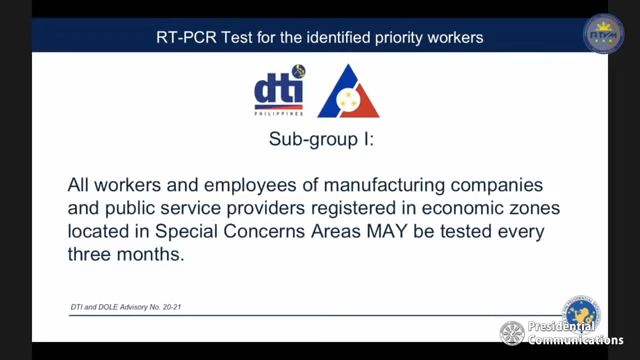 RT-PCR Test for the identified priority workers
RTVM
dti
PHILIPPINES
Sub-group I:
All workers and employees of manufacturing companies
and public service providers registered in economic zones
located in Special Concerns Areas MAY be tested every
three months.
DTI and DOLE Advisory No. 20-21
Presidential
Communications